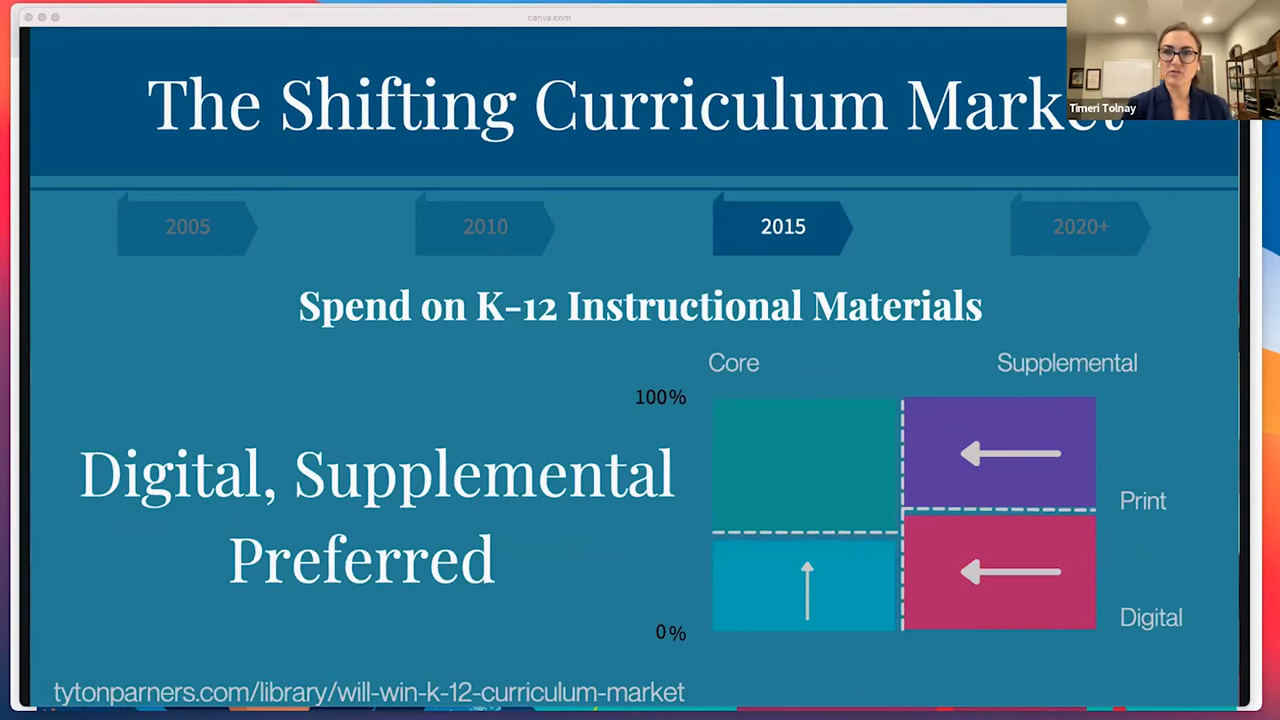 canva.com
The Shifting Curriculum Market
Timeri Tolnay
2005
2010
2015
2020+
Spend on K-12 Instructional Materials
Core
Supplemental
100%
Digital, Supplemental
Preferred
Print
Digital
0%
tytonparners.com/library/will-win-k-12-curriculum-market